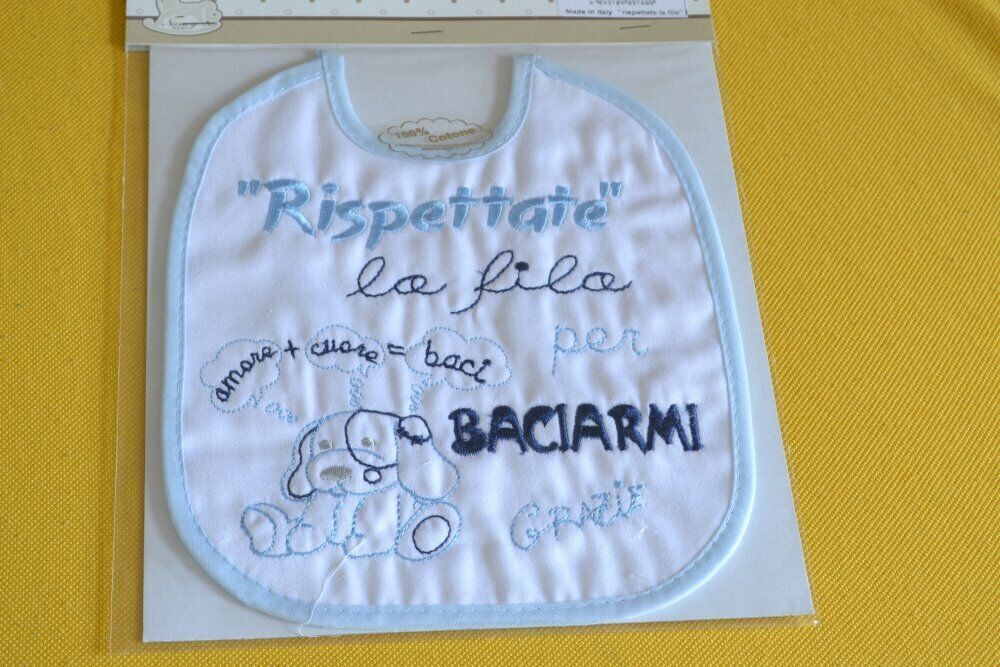 Made in Italy "rispettate la fila"
100% Cotone
"Rispettate"
la fila
per
amore + cuore = baci
BACIARMI
GRAZIE